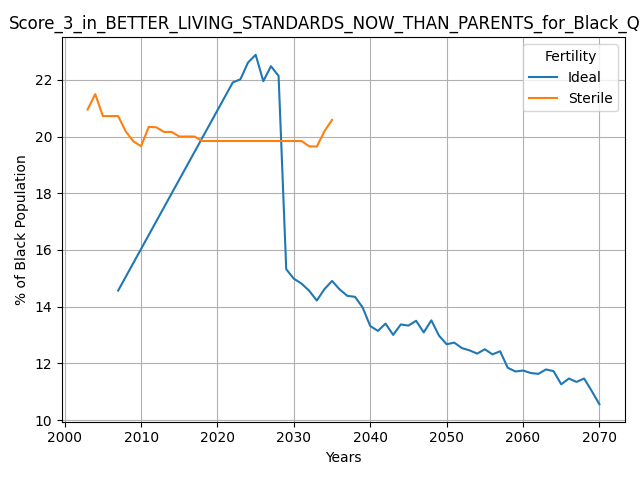 Score_3_in_BETTER_LIVING_STANDARDS_NOW_THAN_PARENTS_for_Black_Q
Fertility
Ideal
Sterile
% of Black Population
22
20
18
16
14
12
10
2000 2010 2020 2030 2040 2050 2060 2070
Years